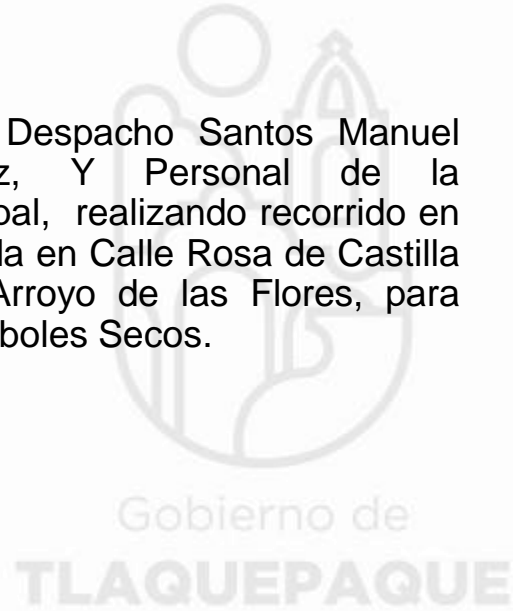 Despacho Santos Manuel
z, Y Personal de la
oal, realizando recorrido en
la en Calle Rosa de Castilla
Arroyo de las Flores, para
boles Secos.
Gobierno de
TLAQUEPAQUE